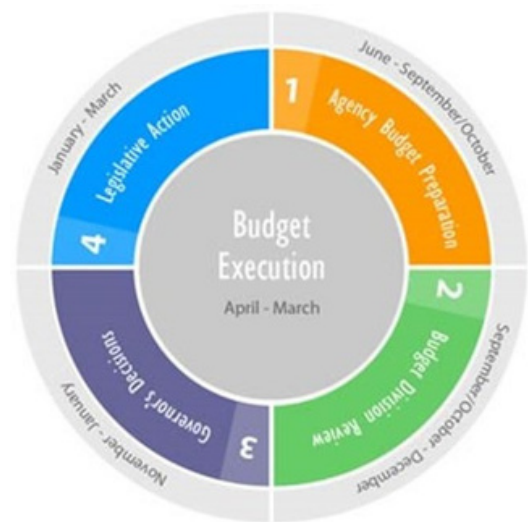 June - September/October
1
Agency Budget Preparation
2
Budget Division Review
September/October - December
3
Governor's Decisions
November - January
4
Legislative Action
January - March
Budget
Execution
April - March